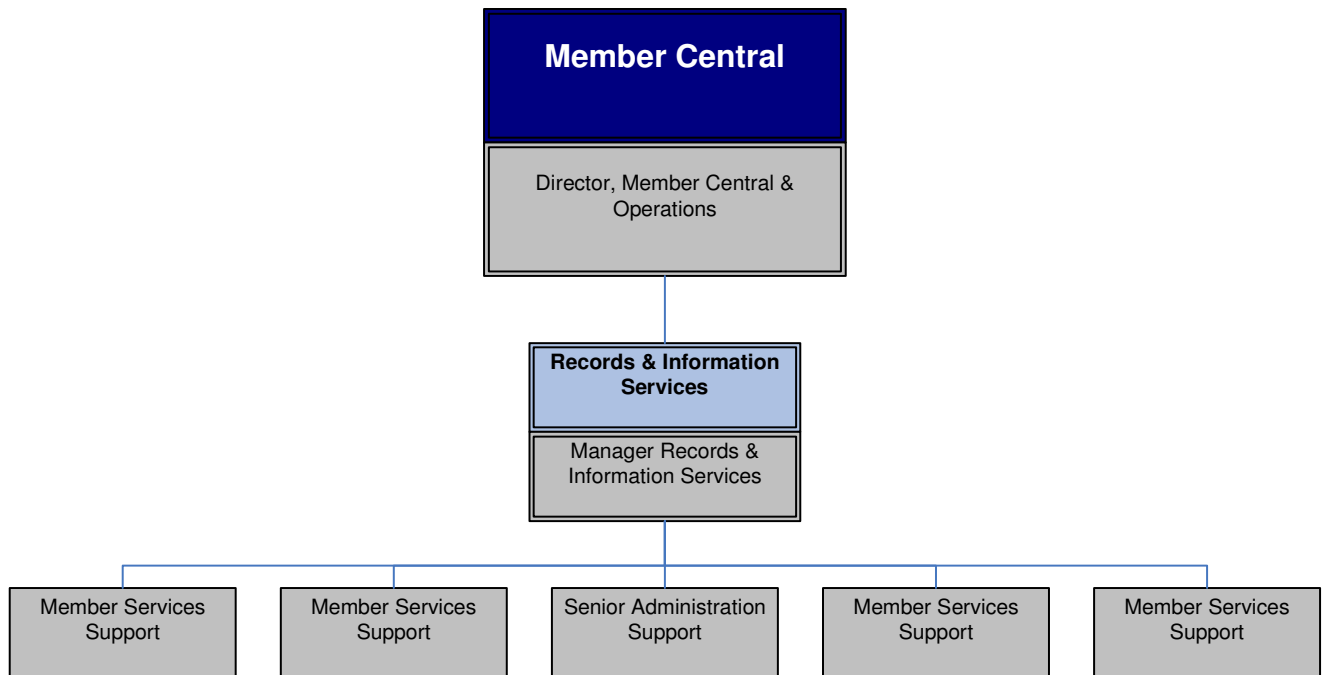 Member Central
Director, Member Central &
Operations
Records & Information
Services
Manager Records &
Information Services
Member Services
Support
Member Services
Support
Senior Administration
Support
Member Services
Support
Member Services
Support